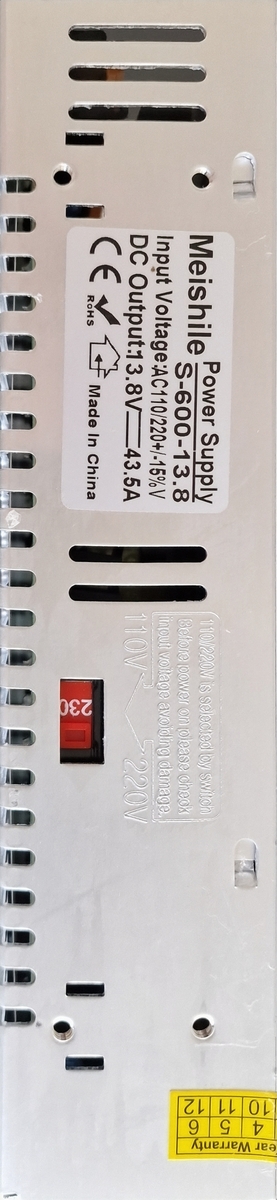 Meishile Power Supply
S-600-13.8
Input Voltage:AC110/220+/-15%V
DC Output:13.8V⎓43.5A
CE RoHS Made In China
110/220V is selected by switch
Before power on please check
input voltage avoiding damage.
110V 220V
230
ear Warranty
4 5 6
10 11 12